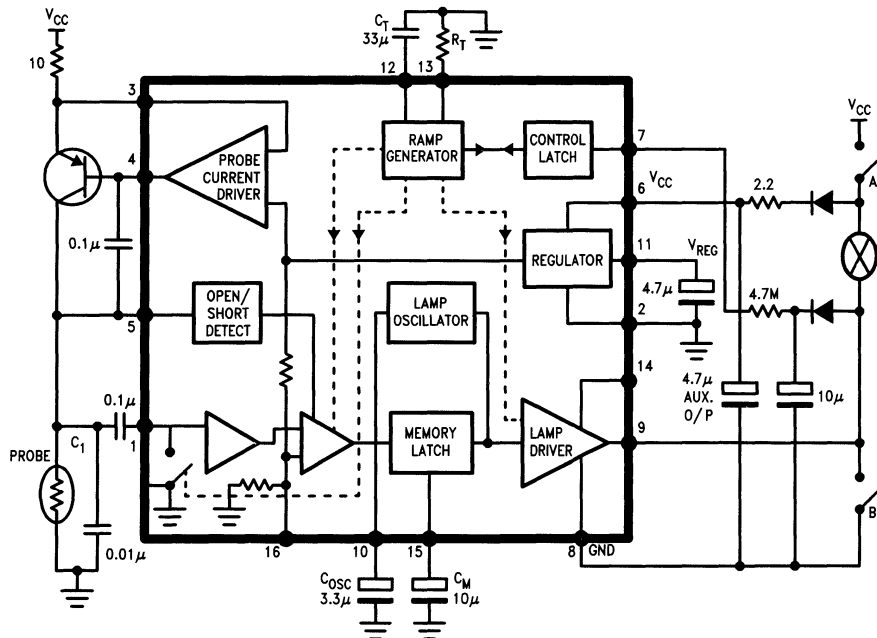 VCC
10
CT
33μ
RT
12
13
3
4
PROBE
CURRENT
DRIVER
RAMP
GENERATOR
CONTROL
LATCH
7
VCC
A
6
VCC
2.2
0.1μ
REGULATOR
11
VREG
4.7μ
2
4.7M
5
OPEN/
SHORT
DETECT
LAMP
OSCILLATOR
14
4.7μ
AUX.
O/P
10μ
0.1μ
C1
1
MEMORY
LATCH
LAMP
DRIVER
9
PROBE
B
0.01μ
16
10
15
8
GND
COSC
3.3μ
CM
10μ